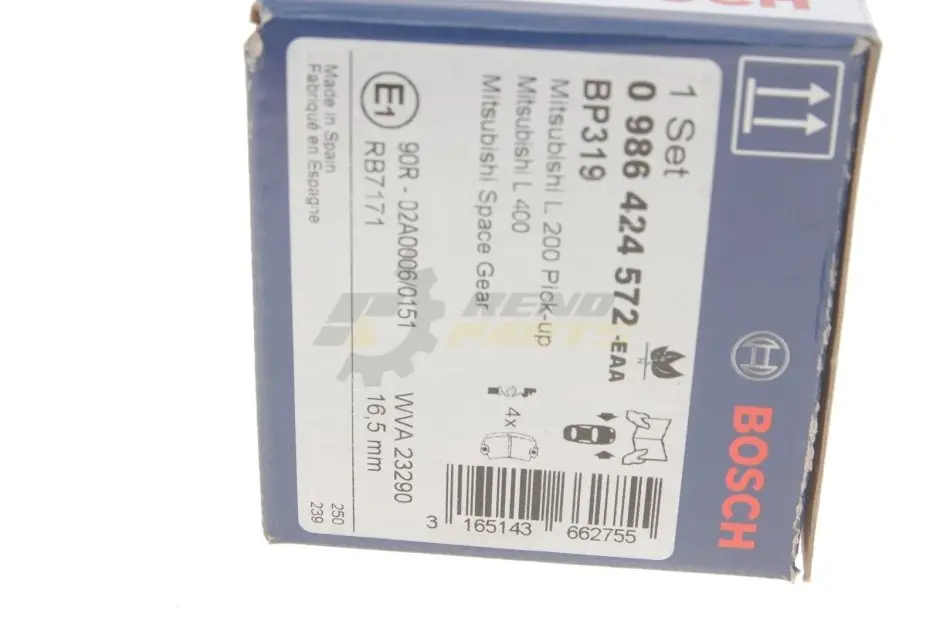 BOSCH
1 Set
0 986 424 572 -EAA
BP319
Mitsubishi L 200 Pick-up
Mitsubishi L 400
Mitsubishi Space Gear
4x
E1
90R - 02A0006/0151
WVA 23290
RB7171
16,5 mm
Made in Spain
Fabriqué en Espagne
250
239
3 165143 662755
REND
PARTS